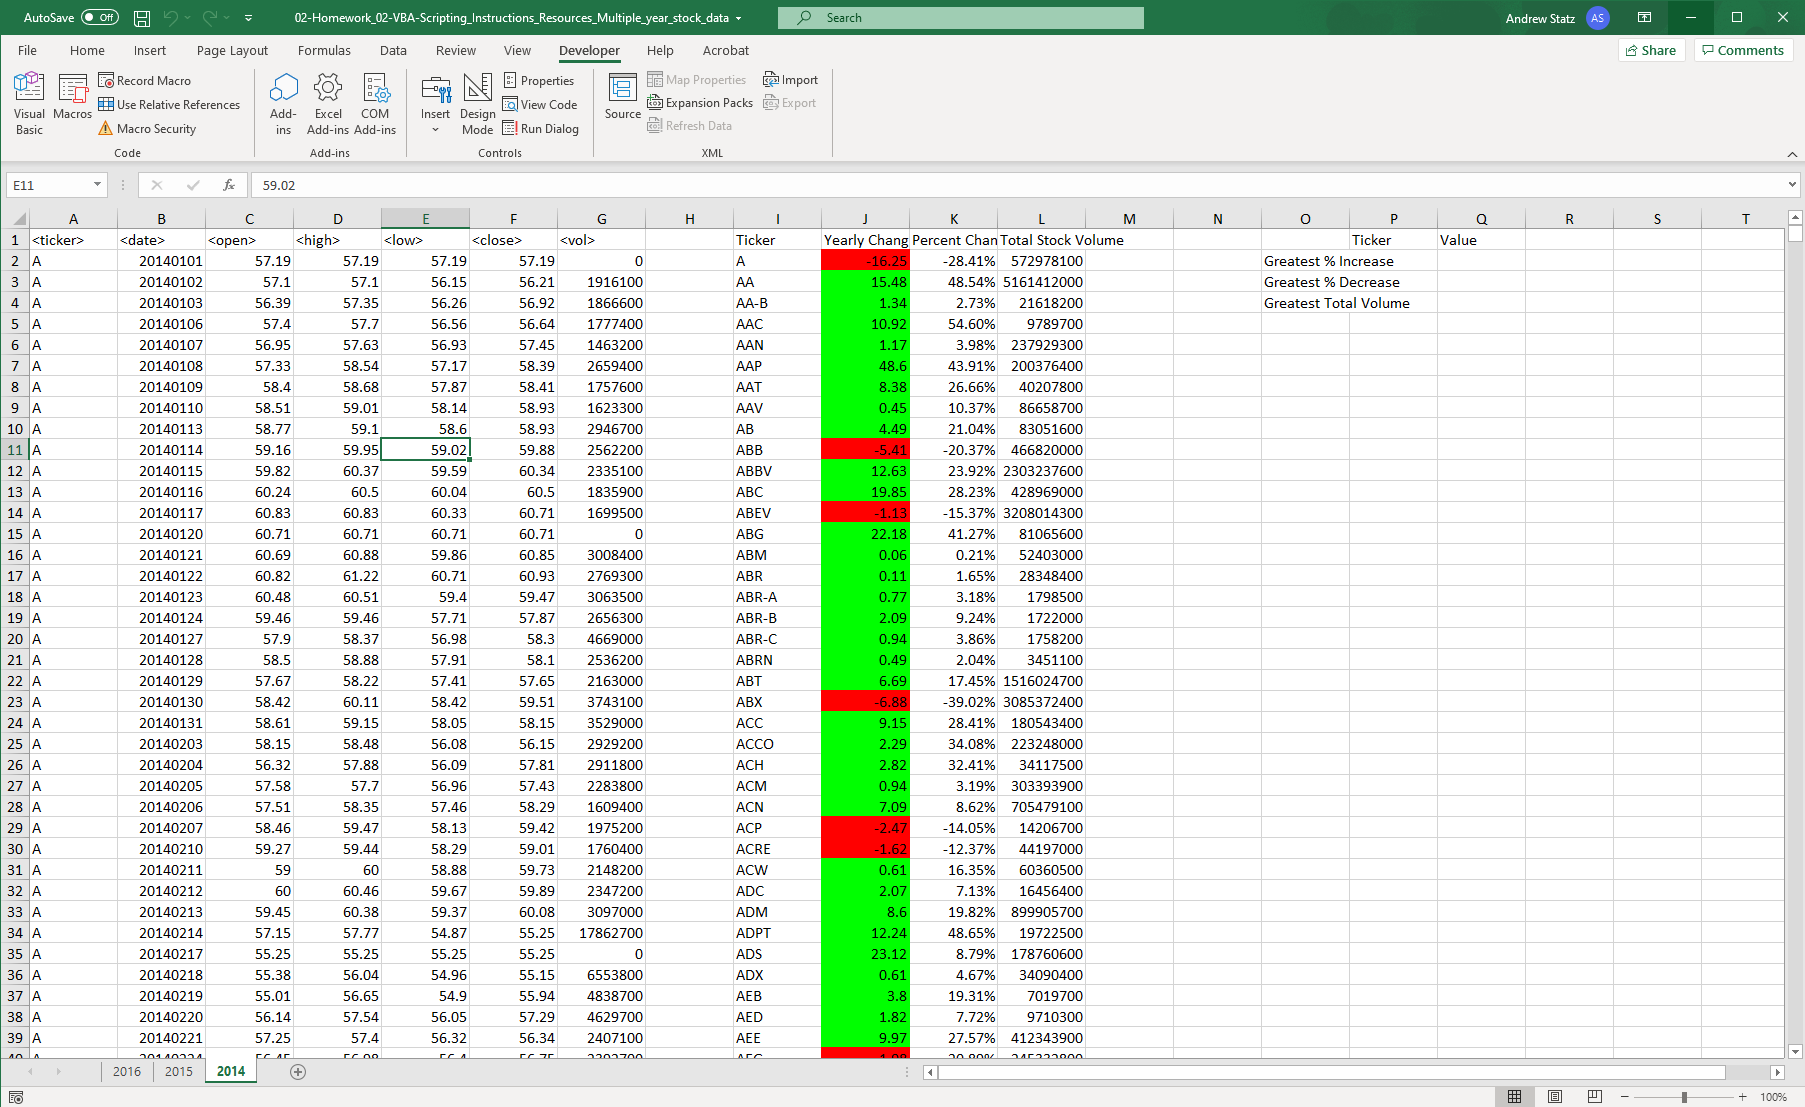 AutoSave Off 02-Homework_02-VBA-Scripting_Instructions_Resources_Multiple_year_stock_data Search Andrew Statz AS
File Home Insert Page Layout Formulas Data Review View Developer Help Acrobat Share Comments
Visual Basic Macros Record Macro Use Relative References Macro Security
Add-ins Excel Add-ins COM Add-ins
Insert Design Mode Properties View Code Run Dialog
Source Map Properties Expansion Packs Refresh Data Import Export
Code Add-ins Controls XML
E11 fx 59.02
A B C D E F G H I J K L M N O P Q R S T
1 <ticker> <date> <open> <high> <low> <close> <vol> Ticker Yearly Chang Percent Chan Total Stock Volume Ticker Value
2 A 20140101 57.19 57.19 57.19 57.19 0 A -16.25 -28.41% 572978100 Greatest % Increase
3 A 20140102 57.1 57.1 56.15 56.21 1916100 AA 15.48 48.54% 5161412000 Greatest % Decrease
4 A 20140103 56.39 57.35 56.26 56.92 1866600 AA-B 1.34 2.73% 21618200 Greatest Total Volume
5 A 20140106 57.4 57.7 56.56 56.64 1777400 AAC 10.92 54.60% 9789700
6 A 20140107 56.95 57.63 56.93 57.45 1463200 AAN 1.17 3.98% 237929300
7 A 20140108 57.33 58.54 57.17 58.39 2659400 AAP 48.6 43.91% 200376400
8 A 20140109 58.4 58.68 57.87 58.41 1757600 AAT 8.38 26.66% 40207800
9 A 20140110 58.51 59.01 58.14 58.93 1623300 AAV 0.45 10.37% 86658700
10 A 20140113 58.77 59.1 58.6 58.93 2946700 AB 4.49 21.04% 83051600
11 A 20140114 59.16 59.95 59.02 59.88 2562200 ABB -5.41 -20.37% 466820000
12 A 20140115 59.82 60.37 59.59 60.34 2335100 ABBV 12.63 23.92% 2303237600
13 A 20140116 60.24 60.5 60.04 60.5 1835900 ABC 19.85 28.23% 428969000
14 A 20140117 60.83 60.83 60.33 60.71 1699500 ABEV -1.13 -15.37% 3208014300
15 A 20140120 60.71 60.71 60.71 60.71 0 ABG 22.18 41.27% 81065600
16 A 20140121 60.69 60.88 59.86 60.85 3008400 ABM 0.06 0.21% 52403000
17 A 20140122 60.82 61.22 60.71 60.93 2769300 ABR 0.11 1.65% 28348400
18 A 20140123 60.48 60.51 59.4 59.47 3063500 ABR-A 0.77 3.18% 1798500
19 A 20140124 59.46 59.46 57.71 57.87 2656300 ABR-B 2.09 9.24% 1722000
20 A 20140127 57.9 58.37 56.98 58.3 4669000 ABR-C 0.94 3.86% 1758200
21 A 20140128 58.5 58.88 57.91 58.1 2536200 ABRN 0.49 2.04% 3451100
22 A 20140129 57.67 58.22 57.41 57.65 2163000 ABT 6.69 17.45% 1516024700
23 A 20140130 58.42 60.11 58.42 59.51 3743100 ABX -6.88 -39.02% 3085372400
24 A 20140131 58.61 59.15 58.05 58.15 3529000 ACC 9.15 28.41% 180543400
25 A 20140203 58.15 58.48 56.08 56.15 2929200 ACCO 2.29 34.08% 223248000
26 A 20140204 56.32 57.88 56.09 57.81 2911800 ACH 2.82 32.41% 34117500
27 A 20140205 57.58 57.7 56.96 57.43 2283800 ACM 0.94 3.19% 303393900
28 A 20140206 57.51 58.35 57.46 58.29 1609400 ACN 7.09 8.62% 705479100
29 A 20140207 58.46 59.47 58.13 59.42 1975200 ACP -2.47 -14.05% 14206700
30 A 20140210 59.27 59.44 58.29 59.01 1760400 ACRE -1.62 -12.37% 44197000
31 A 20140211 59 60 58.88 59.73 2148200 ACW 0.61 16.35% 60360500
32 A 20140212 60 60.46 59.67 59.89 2347200 ADC 2.07 7.13% 16456400
33 A 20140213 59.45 60.38 59.37 60.08 3097000 ADM 8.6 19.82% 899905700
34 A 20140214 57.15 57.77 54.87 55.25 17862700 ADPT 12.24 48.65% 19722500
35 A 20140217 55.25 55.25 55.25 55.25 0 ADS 23.12 8.79% 178760600
36 A 20140218 55.38 56.04 54.96 55.15 6553800 ADX 0.61 4.67% 34090400
37 A 20140219 55.01 56.65 54.9 55.94 4838700 AEB 3.8 19.31% 7019700
38 A 20140220 56.14 57.54 56.05 57.29 4629700 AED 1.82 7.72% 9710300
39 A 20140221 57.25 57.4 56.32 56.34 2407100 AEE 9.97 27.57% 412343900
2016 2015 2014
100%